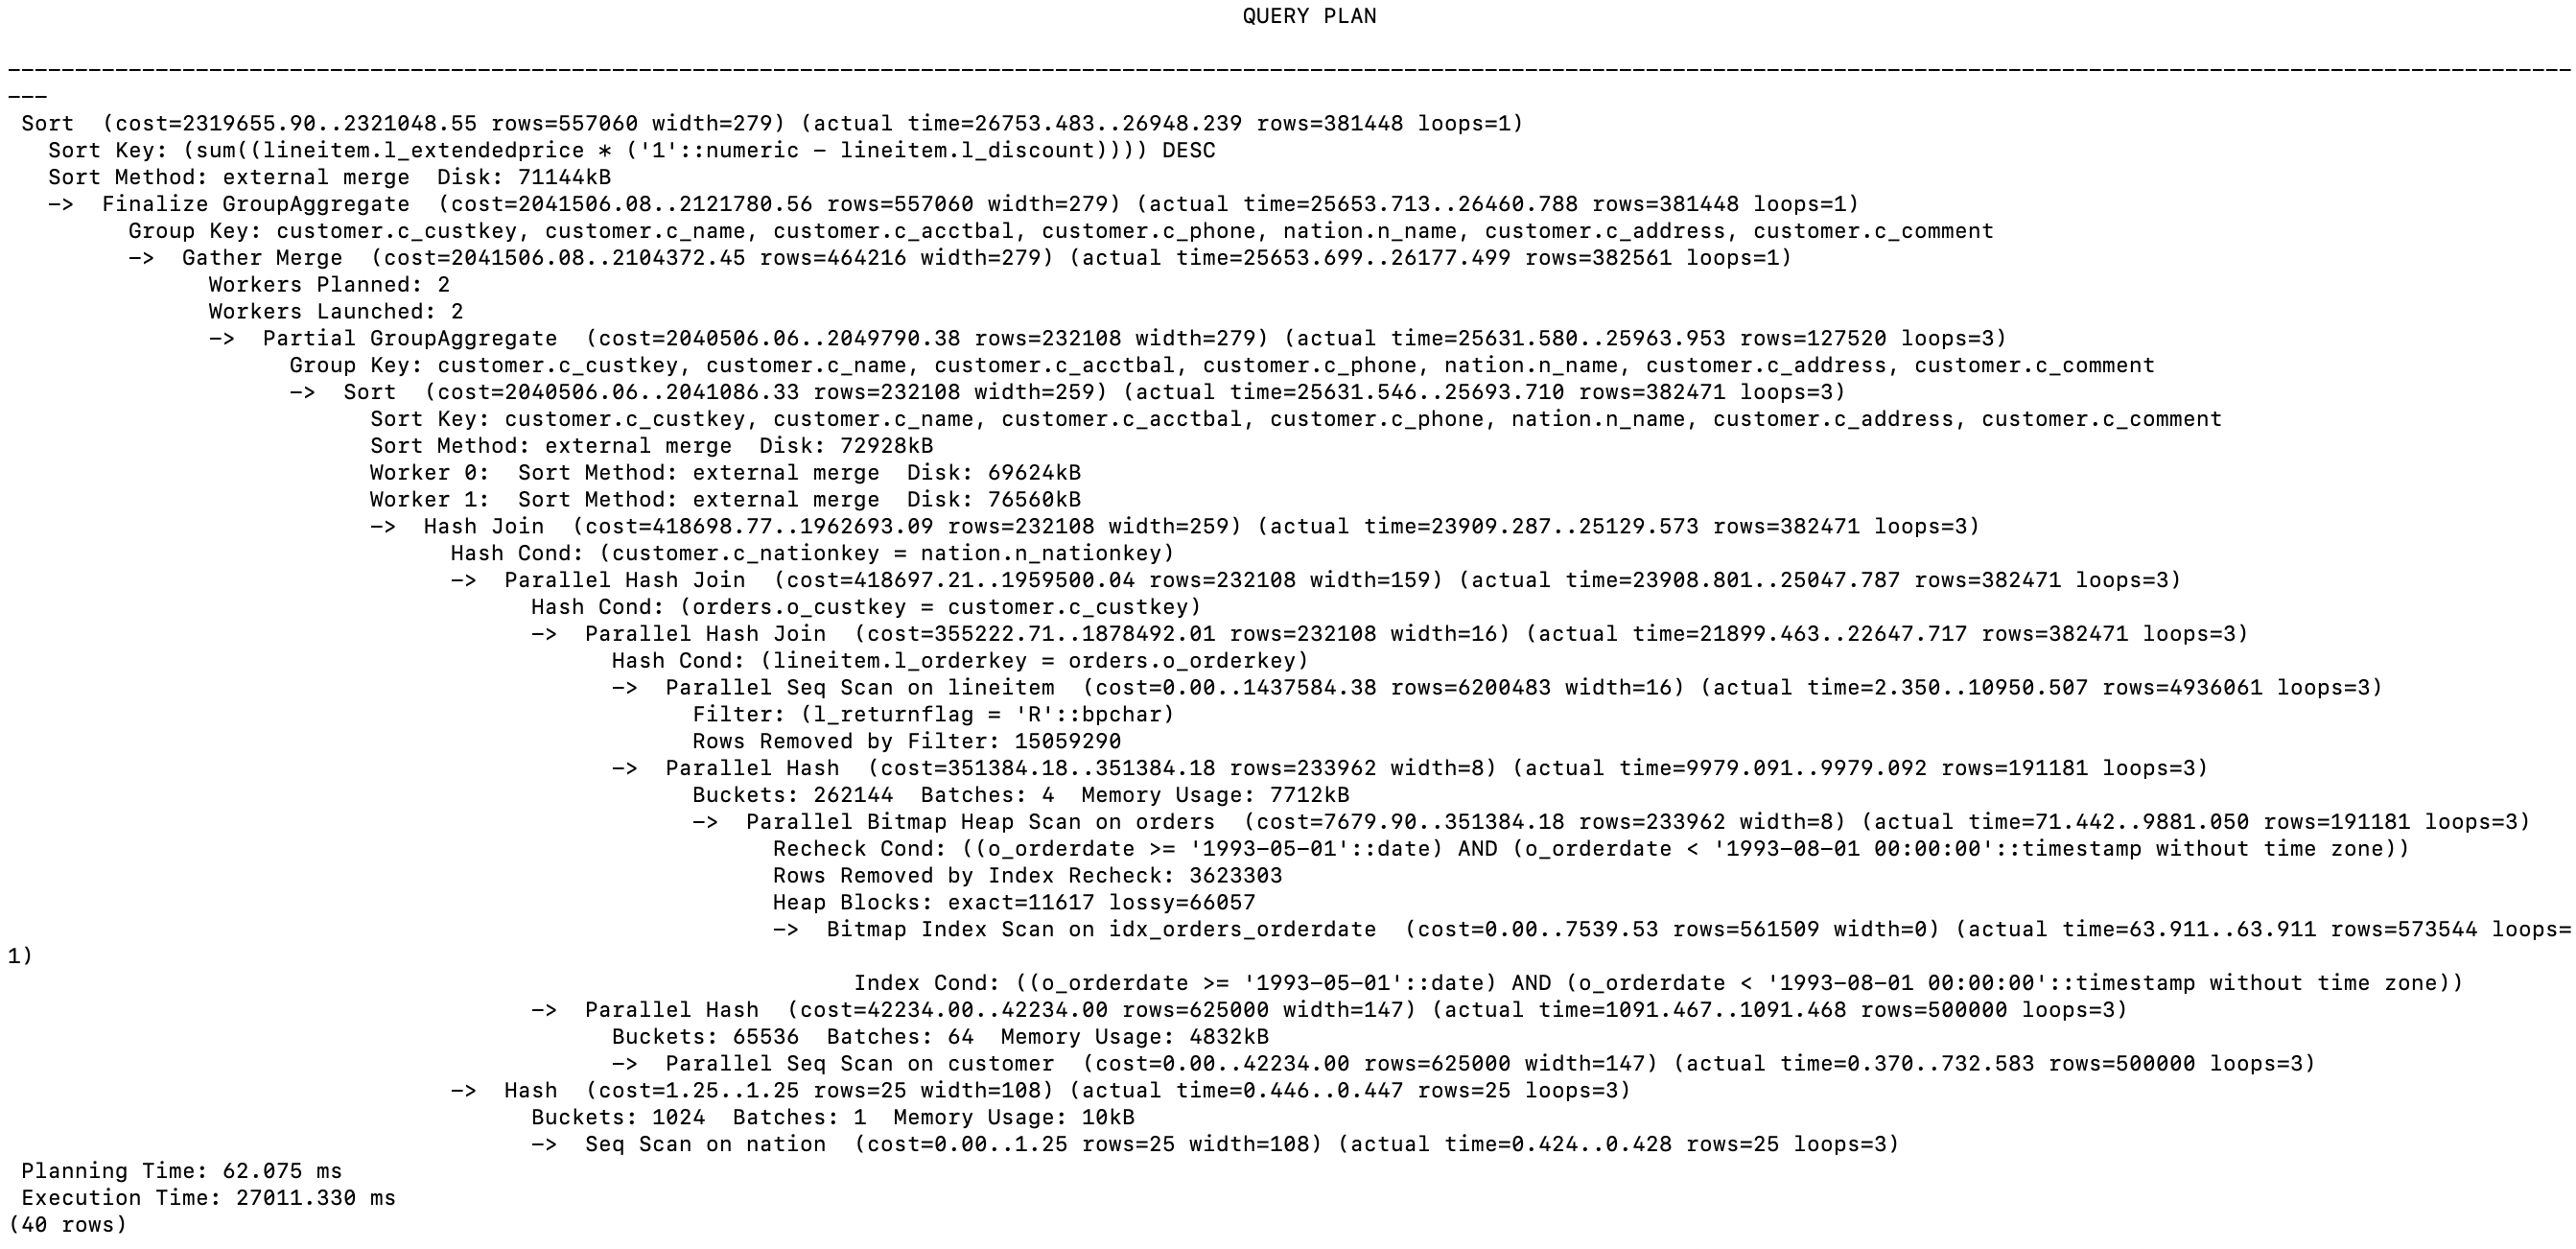 QUERY PLAN
-----------------------------------------------------------------------------------------------------------------------------------------------------------------------------------------------
---
Sort  (cost=2319655.90..2321048.55 rows=557060 width=279) (actual time=26753.483..26948.239 rows=381448 loops=1)
Sort Key: (sum((lineitem.l_extendedprice * ('1'::numeric - lineitem.l_discount)))) DESC
Sort Method: external merge  Disk: 71144kB
->  Finalize GroupAggregate  (cost=2041506.08..2121780.56 rows=557060 width=279) (actual time=25653.713..26460.788 rows=381448 loops=1)
Group Key: customer.c_custkey, customer.c_name, customer.c_acctbal, customer.c_phone, nation.n_name, customer.c_address, customer.c_comment
->  Gather Merge  (cost=2041506.08..2104372.45 rows=464216 width=279) (actual time=25653.699..26177.499 rows=382561 loops=1)
Workers Planned: 2
Workers Launched: 2
->  Partial GroupAggregate  (cost=2040506.06..2049790.38 rows=232108 width=279) (actual time=25631.580..25963.953 rows=127520 loops=3)
Group Key: customer.c_custkey, customer.c_name, customer.c_acctbal, customer.c_phone, nation.n_name, customer.c_address, customer.c_comment
->  Sort  (cost=2040506.06..2041086.33 rows=232108 width=259) (actual time=25631.546..25693.710 rows=382471 loops=3)
Sort Key: customer.c_custkey, customer.c_name, customer.c_acctbal, customer.c_phone, nation.n_name, customer.c_address, customer.c_comment
Sort Method: external merge  Disk: 72928kB
Worker 0:  Sort Method: external merge  Disk: 69624kB
Worker 1:  Sort Method: external merge  Disk: 76560kB
->  Hash Join  (cost=418698.77..1962693.09 rows=232108 width=259) (actual time=23909.287..25129.573 rows=382471 loops=3)
Hash Cond: (customer.c_nationkey = nation.n_nationkey)
->  Parallel Hash Join  (cost=418697.21..1959500.04 rows=232108 width=159) (actual time=23908.801..25047.787 rows=382471 loops=3)
Hash Cond: (orders.o_custkey = customer.c_custkey)
->  Parallel Hash Join  (cost=355222.71..1878492.01 rows=232108 width=16) (actual time=21899.463..22647.717 rows=382471 loops=3)
Hash Cond: (lineitem.l_orderkey = orders.o_orderkey)
->  Parallel Seq Scan on lineitem  (cost=0.00..1437584.38 rows=6200483 width=16) (actual time=2.350..10950.507 rows=4936061 loops=3)
Filter: (l_returnflag = 'R'::bpchar)
Rows Removed by Filter: 15059290
->  Parallel Hash  (cost=351384.18..351384.18 rows=233962 width=8) (actual time=9979.091..9979.092 rows=191181 loops=3)
Buckets: 262144  Batches: 4  Memory Usage: 7712kB
->  Parallel Bitmap Heap Scan on orders  (cost=7679.90..351384.18 rows=233962 width=8) (actual time=71.442..9881.050 rows=191181 loops=3)
Recheck Cond: ((o_orderdate >= '1993-05-01'::date) AND (o_orderdate < '1993-08-01 00:00:00'::timestamp without time zone))
Rows Removed by Index Recheck: 3623303
Heap Blocks: exact=11617 lossy=66057
->  Bitmap Index Scan on idx_orders_orderdate  (cost=0.00..7539.53 rows=561509 width=0) (actual time=63.911..63.911 rows=573544 loops=
1)
Index Cond: ((o_orderdate >= '1993-05-01'::date) AND (o_orderdate < '1993-08-01 00:00:00'::timestamp without time zone))
->  Parallel Hash  (cost=42234.00..42234.00 rows=625000 width=147) (actual time=1091.467..1091.468 rows=500000 loops=3)
Buckets: 65536  Batches: 64  Memory Usage: 4832kB
->  Parallel Seq Scan on customer  (cost=0.00..42234.00 rows=625000 width=147) (actual time=0.370..732.583 rows=500000 loops=3)
->  Hash  (cost=1.25..1.25 rows=25 width=108) (actual time=0.446..0.447 rows=25 loops=3)
Buckets: 1024  Batches: 1  Memory Usage: 10kB
->  Seq Scan on nation  (cost=0.00..1.25 rows=25 width=108) (actual time=0.424..0.428 rows=25 loops=3)
Planning Time: 62.075 ms
Execution Time: 27011.330 ms
(40 rows)